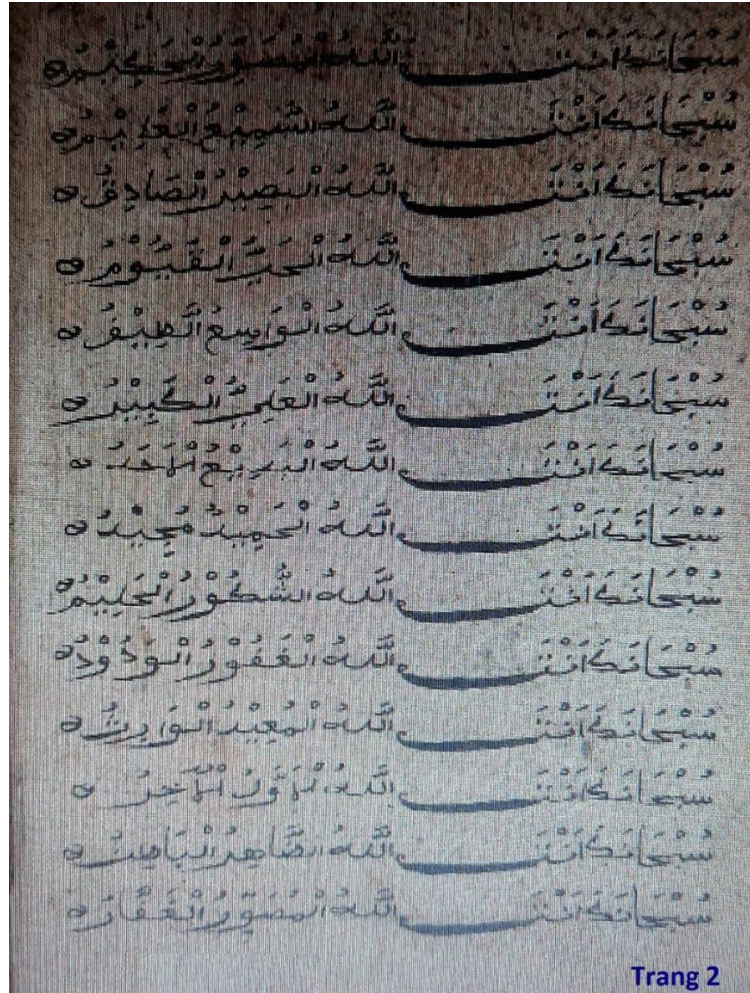 سُبْحَانَكَ اَنْتَ اللهُ الْمُصَوِّرُ الْحَكِيْمُ ه
سُبْحَانَكَ اَنْتَ اللهُ السَّمِيْعُ الْعَلِيْمُ ه
سُبْحَانَكَ اَنْتَ اللهُ الْبَصِيْرُ الصَّادِقُ ه
سُبْحَانَكَ اَنْتَ اللهُ الْحَيُّ الْقَيُّوْمُ ه
سُبْحَانَكَ اَنْتَ اللهُ الْوَاسِعُ الَّطِيْفُ ه
سُبْحَانَكَ اَنْتَ اللهُ الْعَلِيُّ الْكَبِيْرُ ه
سُبْحَانَكَ اَنْتَ اللهُ الْبَدِيْعُ الْاَحَدُ ه
سُبْحَانَكَ اَنْتَ اللهُ الْحَمِيْدُ مُجِيْدُ ه
سُبْحَانَكَ اَنْتَ اللهُ الشَّكُوْرُ الْحَلِيْمُ ه
سُبْحَانَكَ اَنْتَ اللهُ الْغَفُوْرُ الْوَدُوْدُ ه
سُبْحَانَكَ اَنْتَ اللهُ الْمُعِيْدُ الْوَارِثُ ه
سُبْحَانَكَ اَنْتَ اللهُ الْاَوَّلُ الْآخِرُ ه
سُبْحَانَكَ اَنْتَ اللهُ الظَّاهِرُ الْبَاطِنُ ه
سُبْحَانَكَ اَنْتَ اللهُ الْمُصَوِّرُ الْغَفَّارُ ه
Trang 2